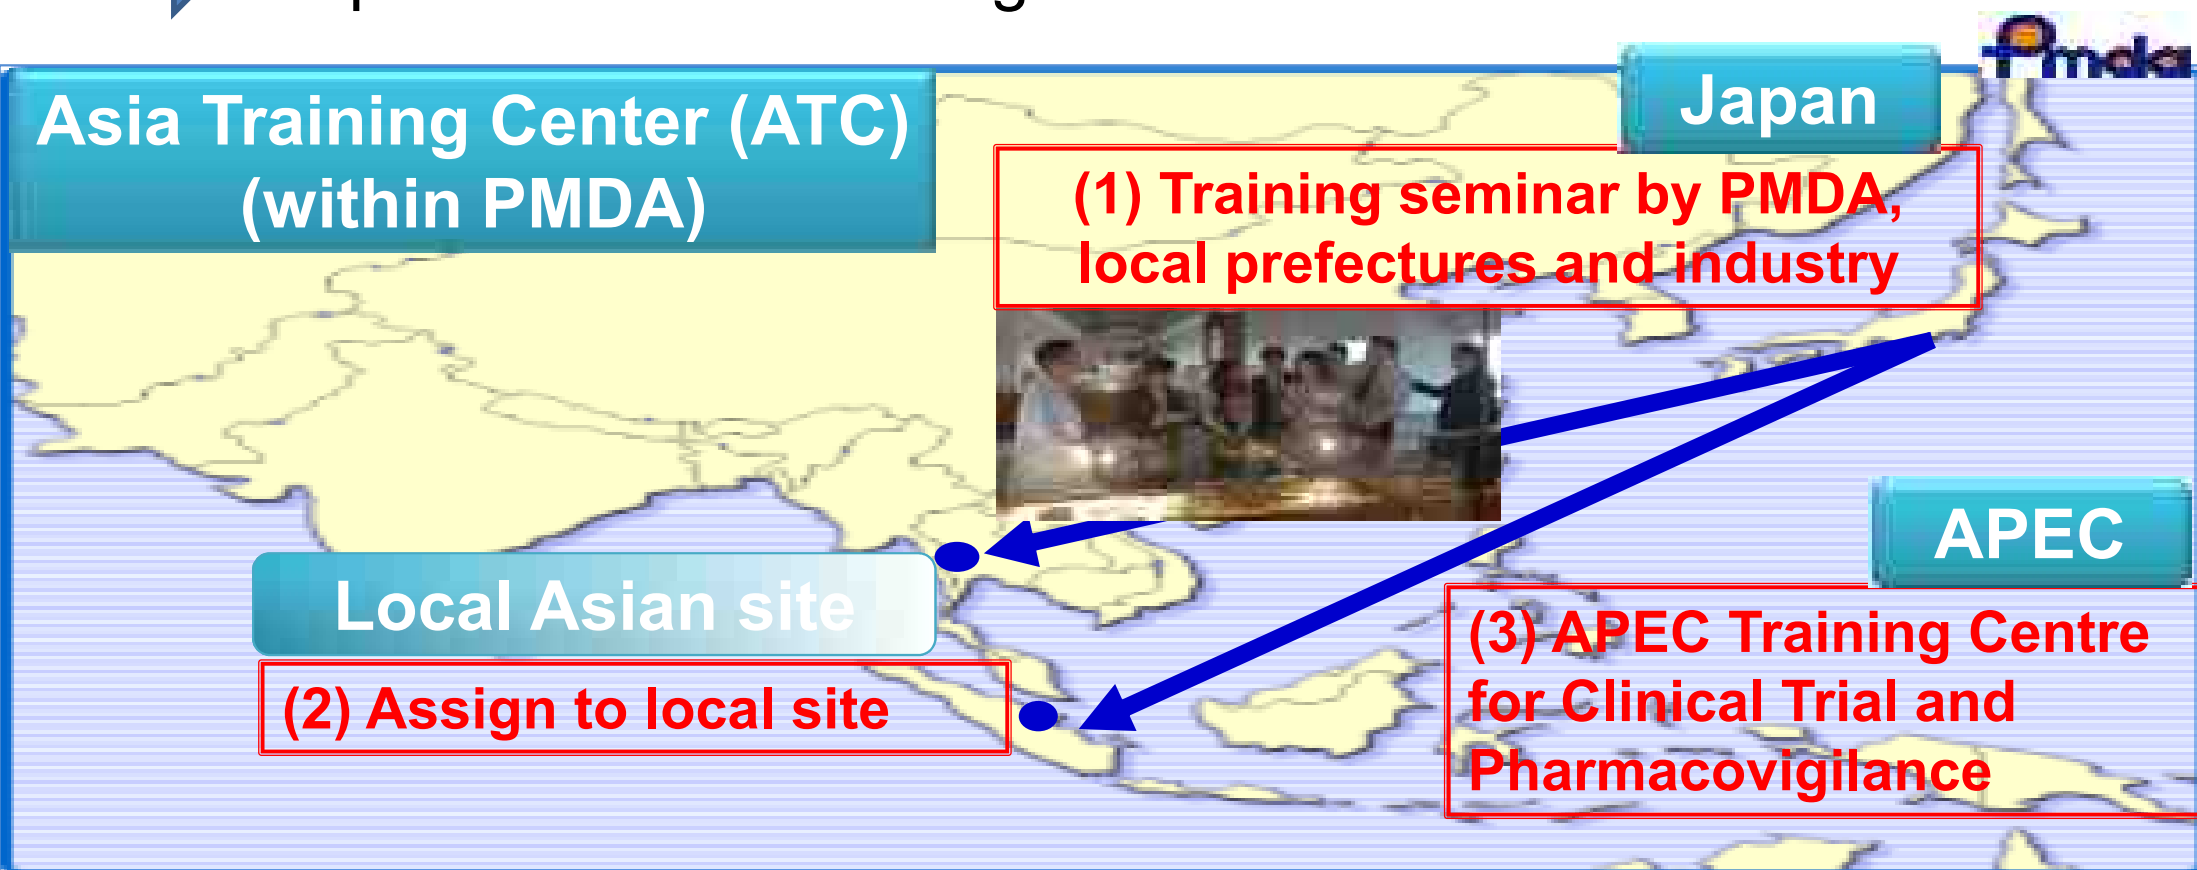 Pmda
Japan
Asia Training Center (ATC)
(within PMDA)
(1) Training seminar by PMDA,
local prefectures and industry
APEC
Local Asian site
(2) Assign to local site
(3) APEC Training Centre
for Clinical Trial and
Pharmacovigilance